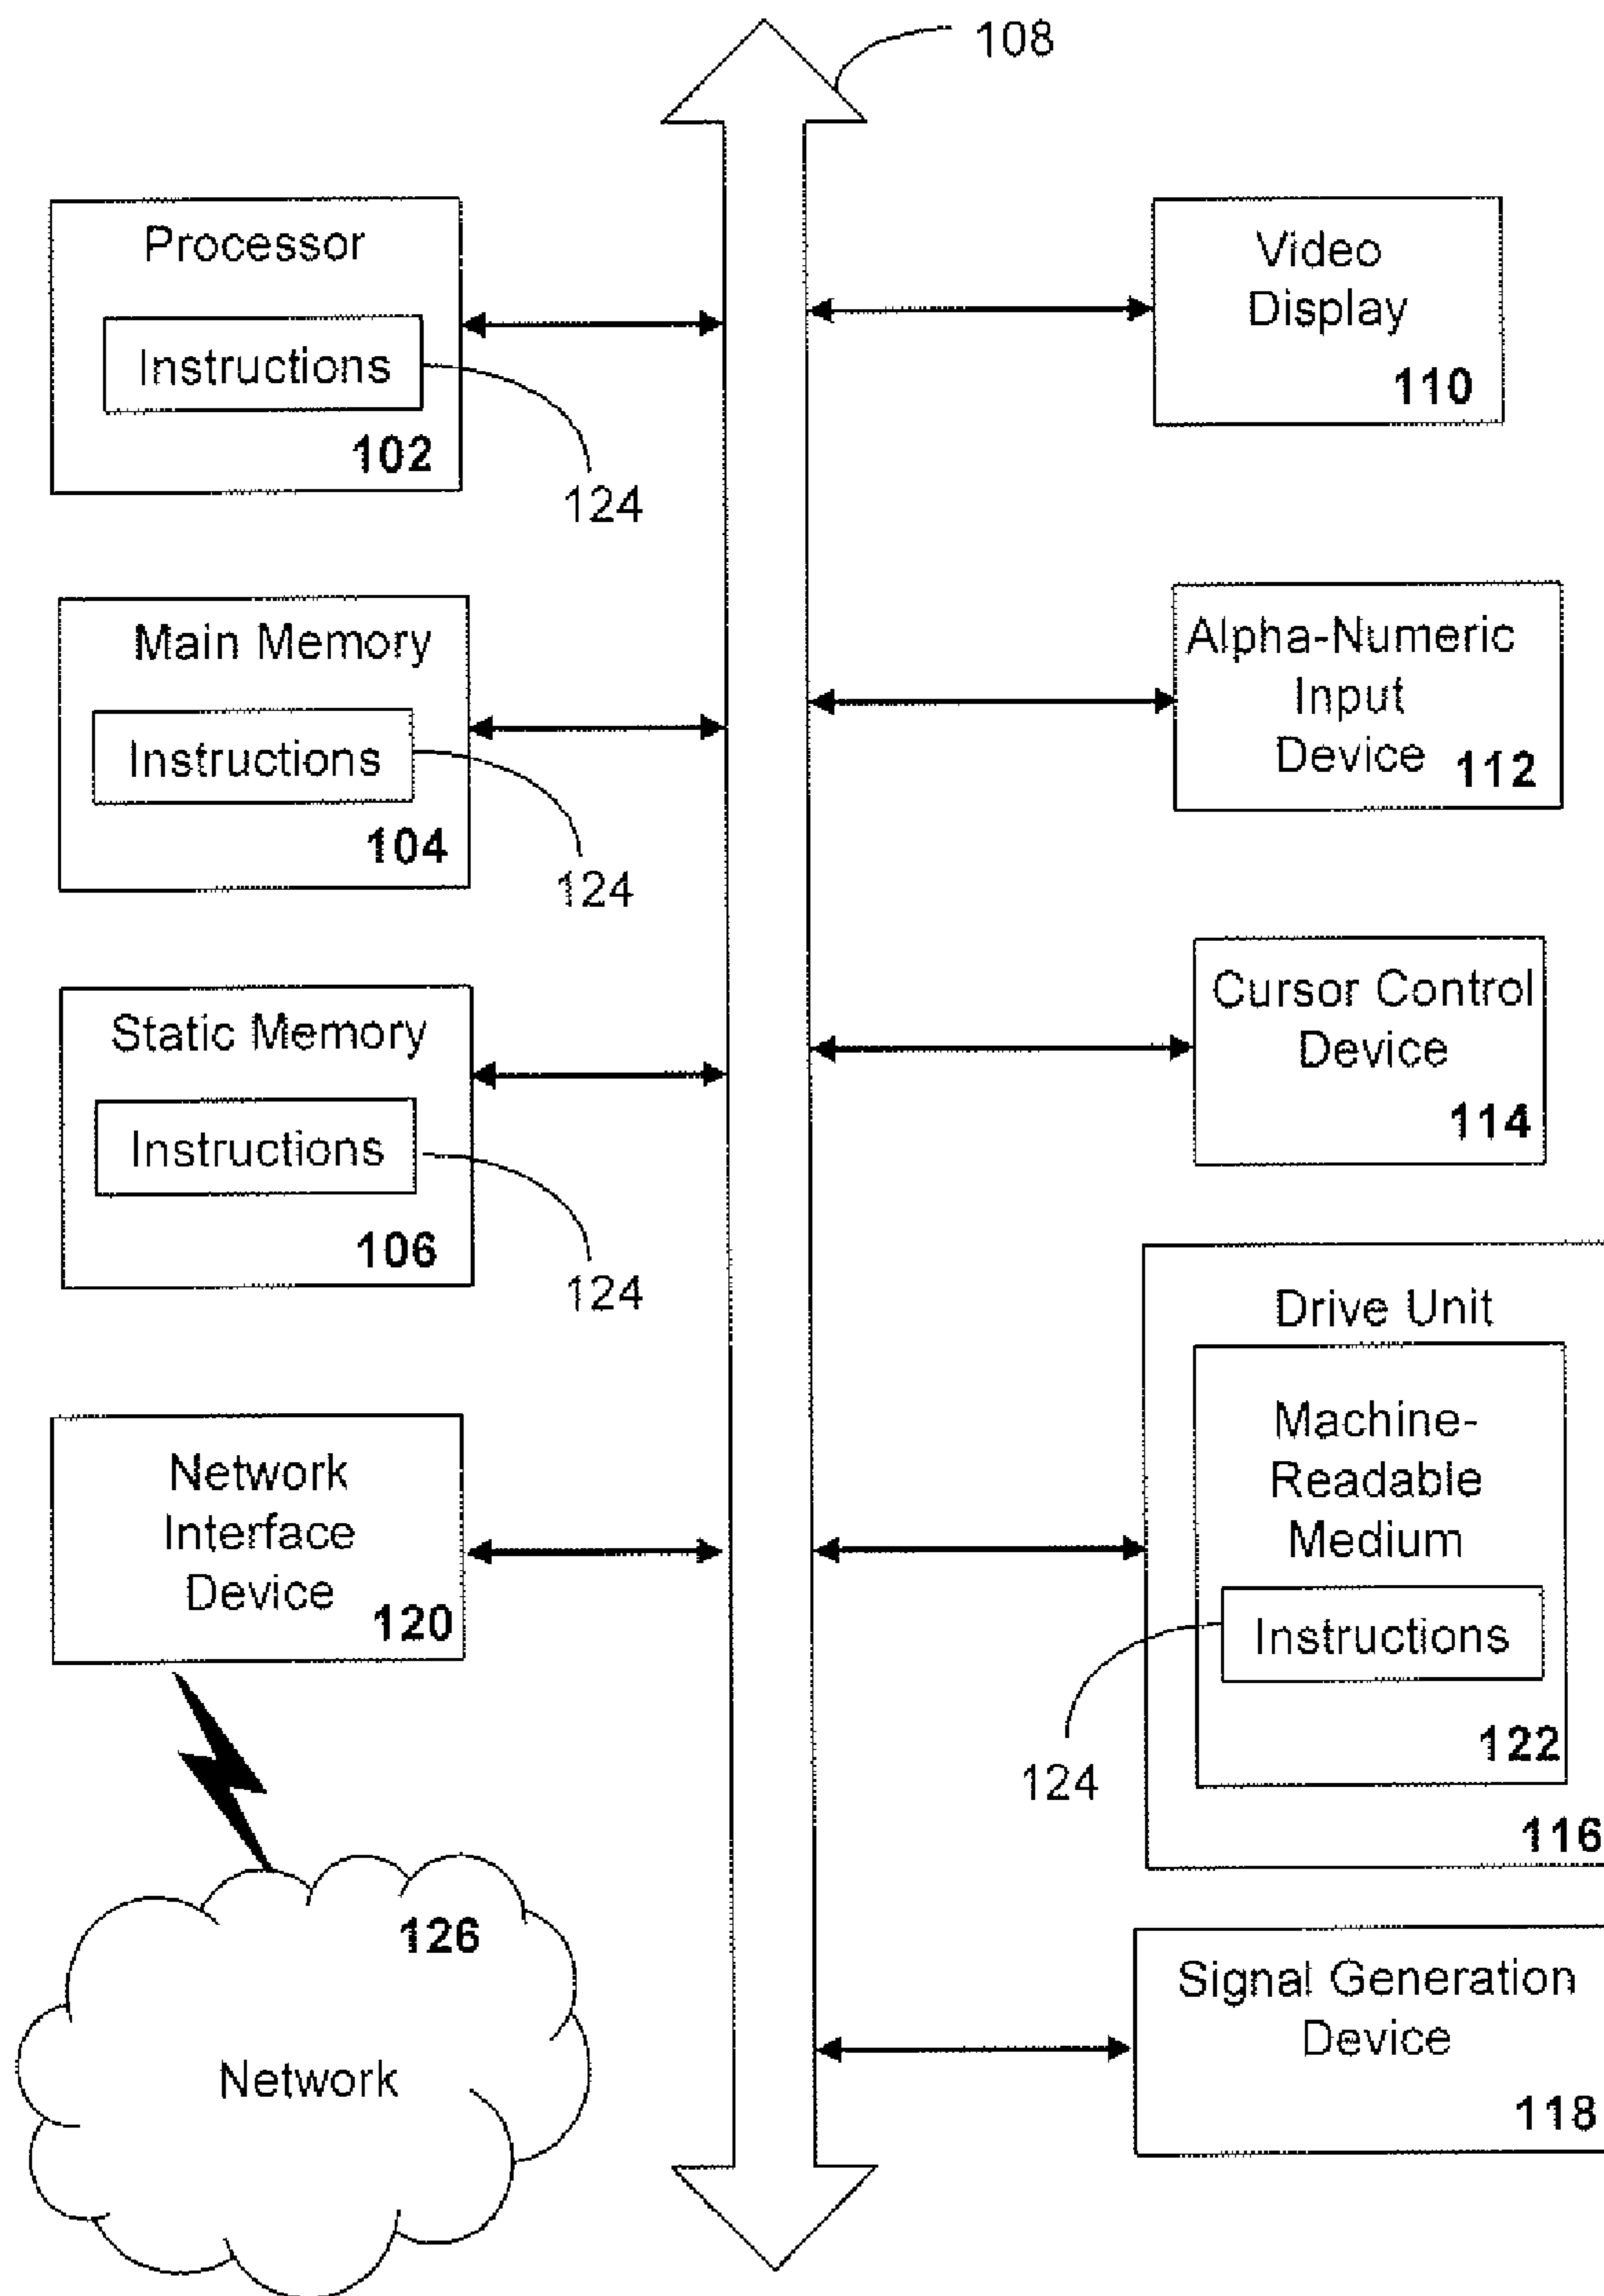 108
Processor
Instructions
102
124
Main Memory
Instructions
104
124
Static Memory
Instructions
106
124
Network
Interface
Device
120
126
Network
Video
Display
110
Alpha-Numeric
Input
Device
112
Cursor Control
Device
114
Drive Unit
Machine-
Readable
Medium
Instructions
122
124
116
Signal Generation
Device
118